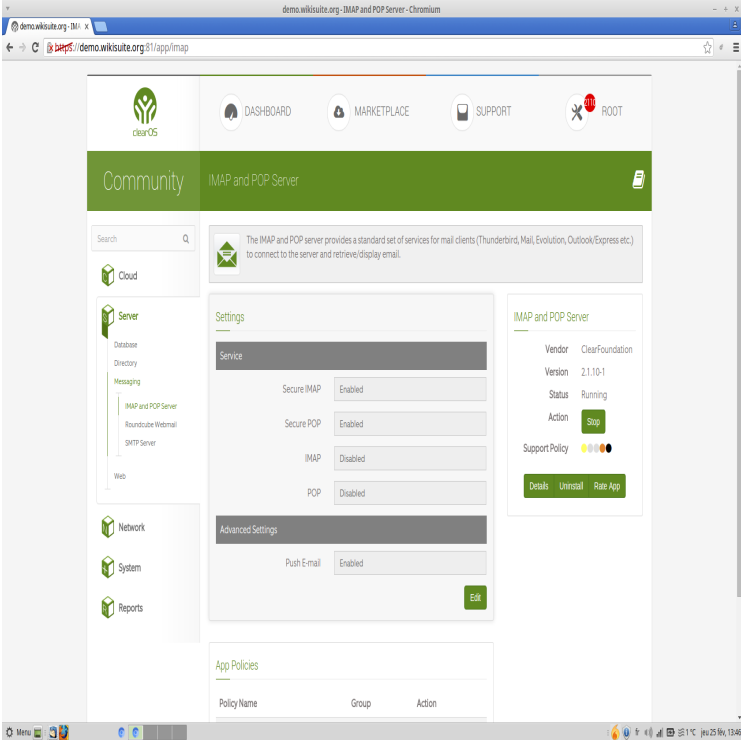 demo.wikisuite.org - IMAP and POP Server - Chromium
demo.wikisuite.org - IMA
https://demo.wikisuite.org:81/app/imap
clearOS
DASHBOARD
MARKETPLACE
SUPPORT
ROOT
Community
IMAP and POP Server
Search
The IMAP and POP server provides a standard set of services for mail clients (Thunderbird, Mail, Evolution, Outlook/Express etc.)
to connect to the server and retrieve/display email.
Cloud
Server
Database
Directory
Messaging
IMAP and POP Server
Roundcube Webmail
SMTP Server
Web
Network
System
Reports
Settings
Service
Secure IMAP Enabled
Secure POP Enabled
IMAP Disabled
POP Disabled
Advanced Settings
Push E-mail Enabled
Edit
IMAP and POP Server
Vendor ClearFoundation
Version 2.1.10-1
Status Running
Action Stop
Support Policy
Details Uninstall Rate App
App Policies
Policy Name Group Action
Menu
fr
1 °C jeu 25 fév, 13:46